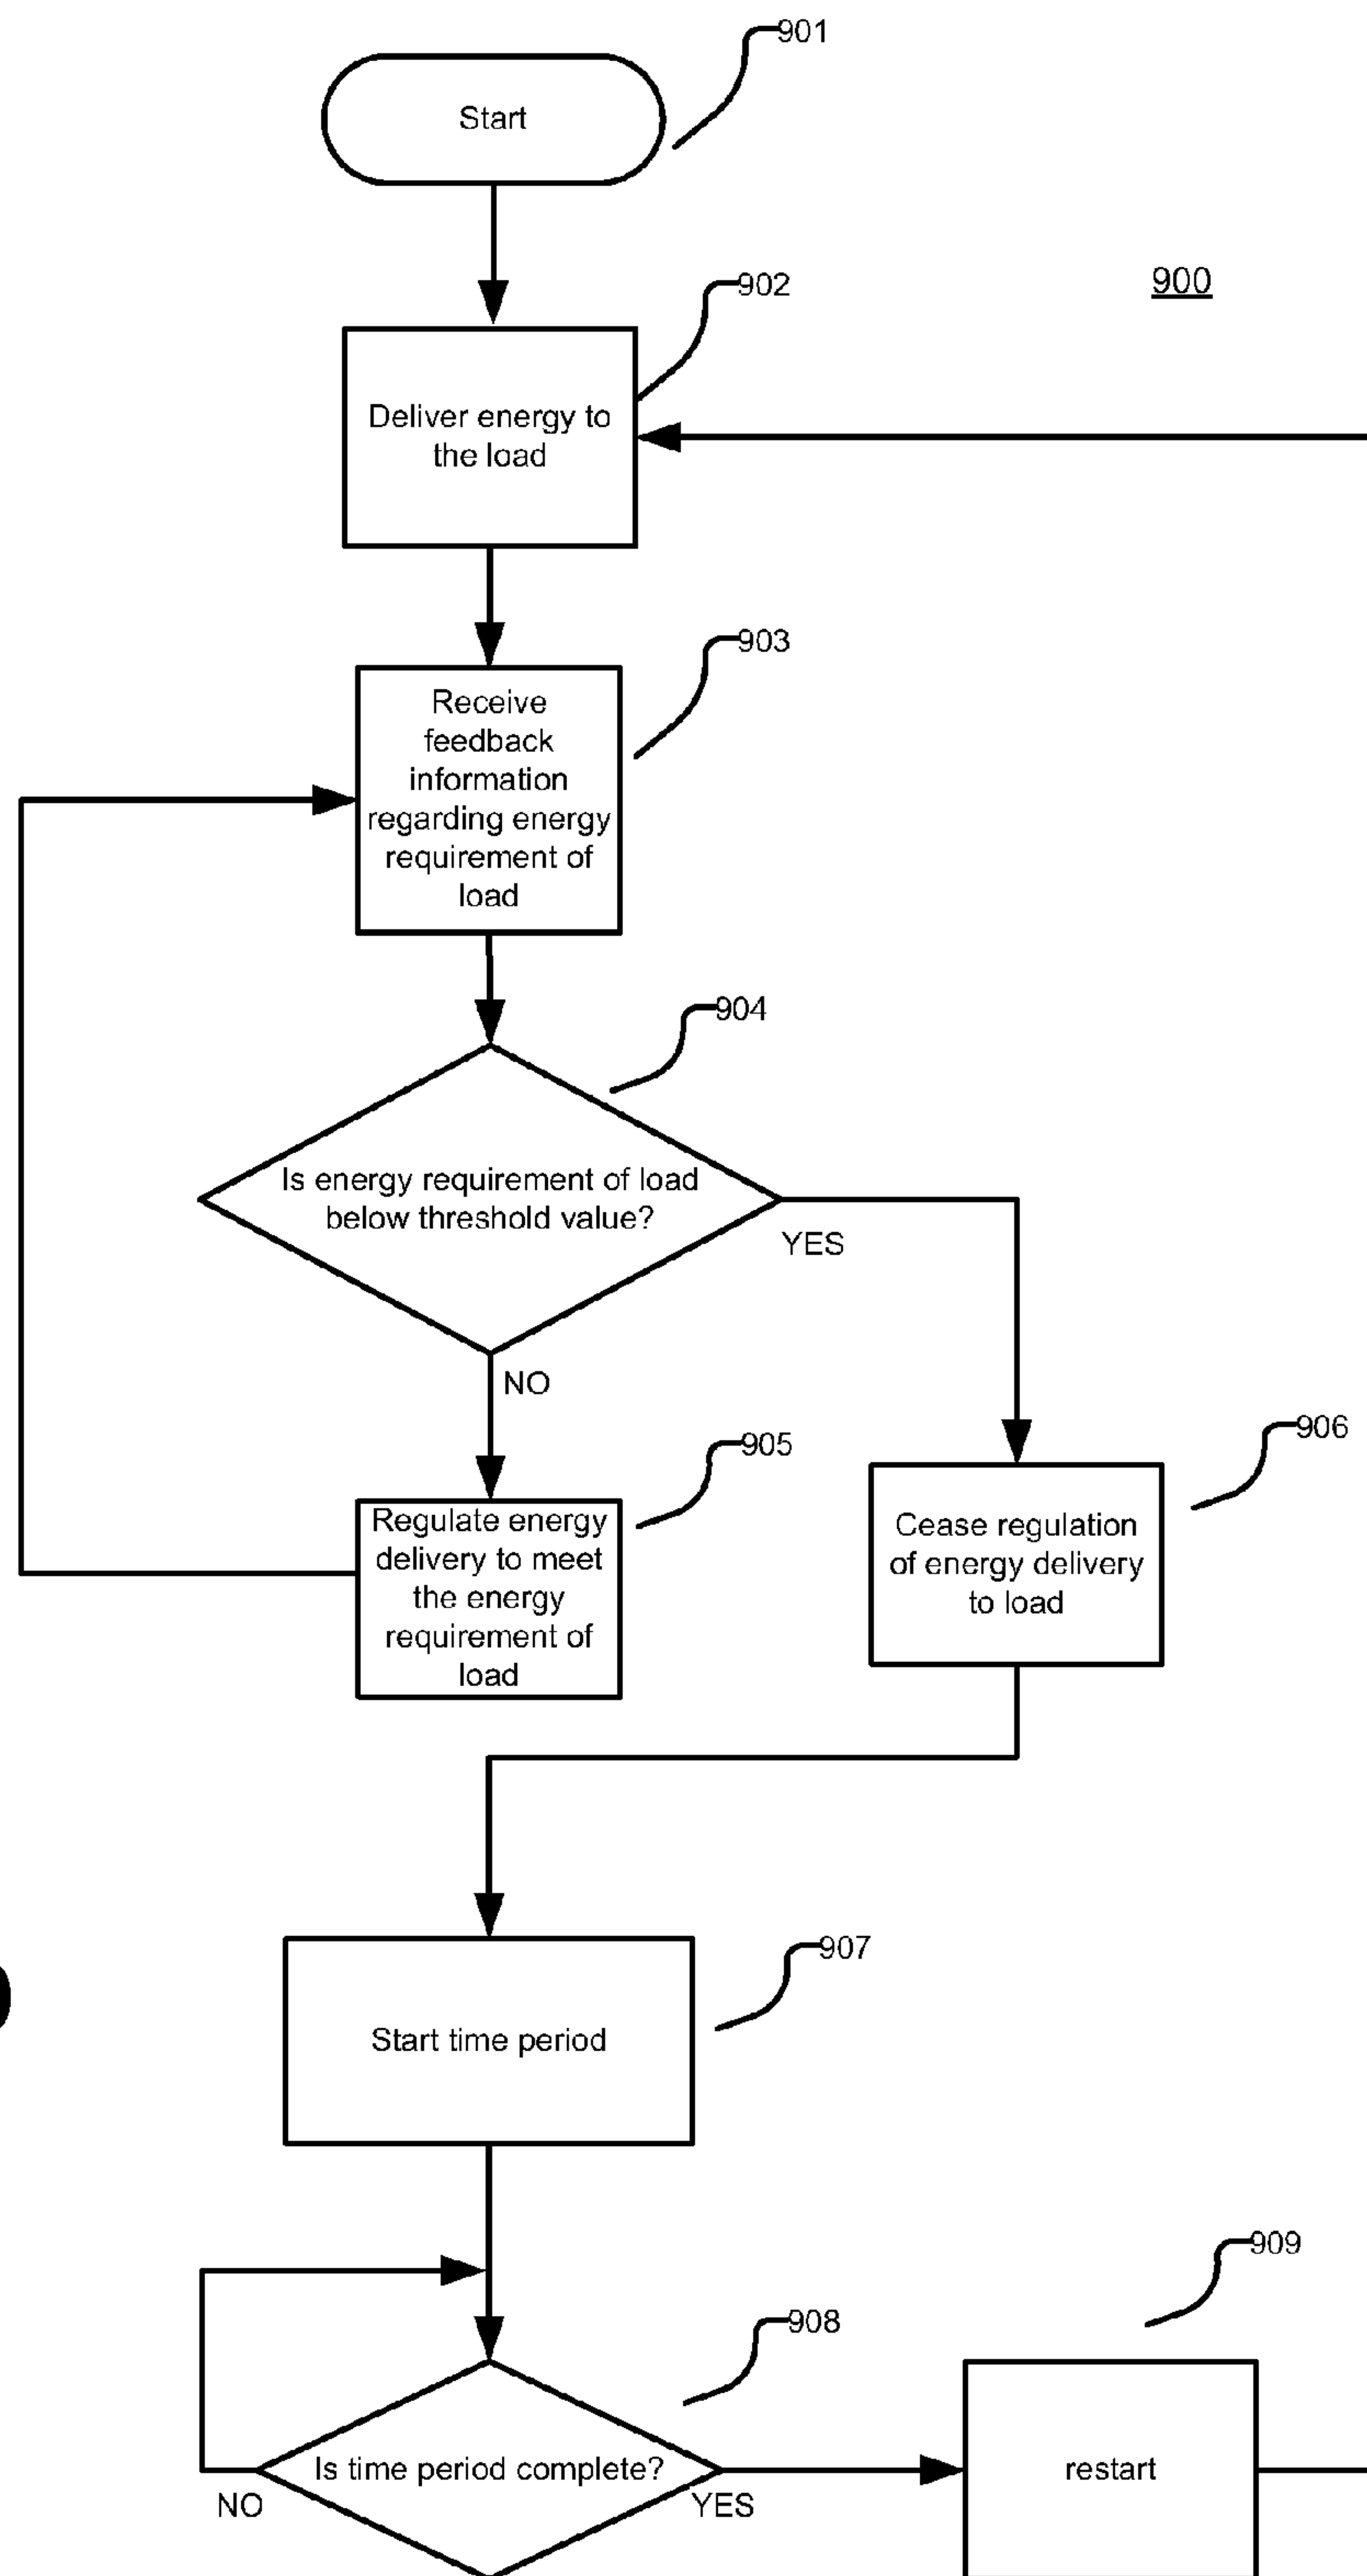 901
Start
902
900
Deliver energy to
the load
903
Receive
feedback
information
regarding energy
requirement of
load
904
Is energy requirement of load
below threshold value?
YES
NO
905
906
Regulate energy
delivery to meet
the energy
requirement of
load
Cease regulation
of energy delivery
to load
907
Start time period
909
908
Is time period complete?
restart
NO
YES